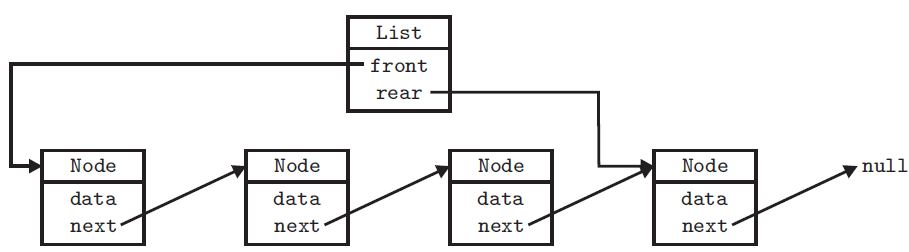 List
front
rear
Node Node Node Node null
data data data data
next next next next